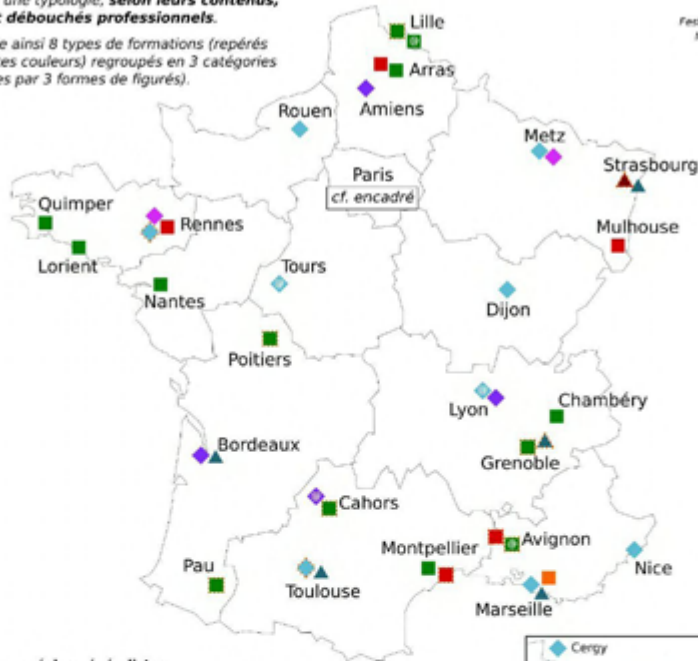 une typologie, selon leurs contenus,
débouchés professionnels.
ainsi 8 types de formations (repérés
couleurs) regroupés en 3 catégories
par 3 formes de figurés).
Lille
Arras
Amiens
Rouen
Metz
Strasbourg
Paris
cf. encadré
Mulhouse
Quimper
Rennes
Lorient
Tours
Nantes
Dijon
Poitiers
Lyon
Chambéry
Bordeaux
Grenoble
Cahors
Avignon
Montpellier
Pau
Nice
Toulouse
Marseille
Cergy